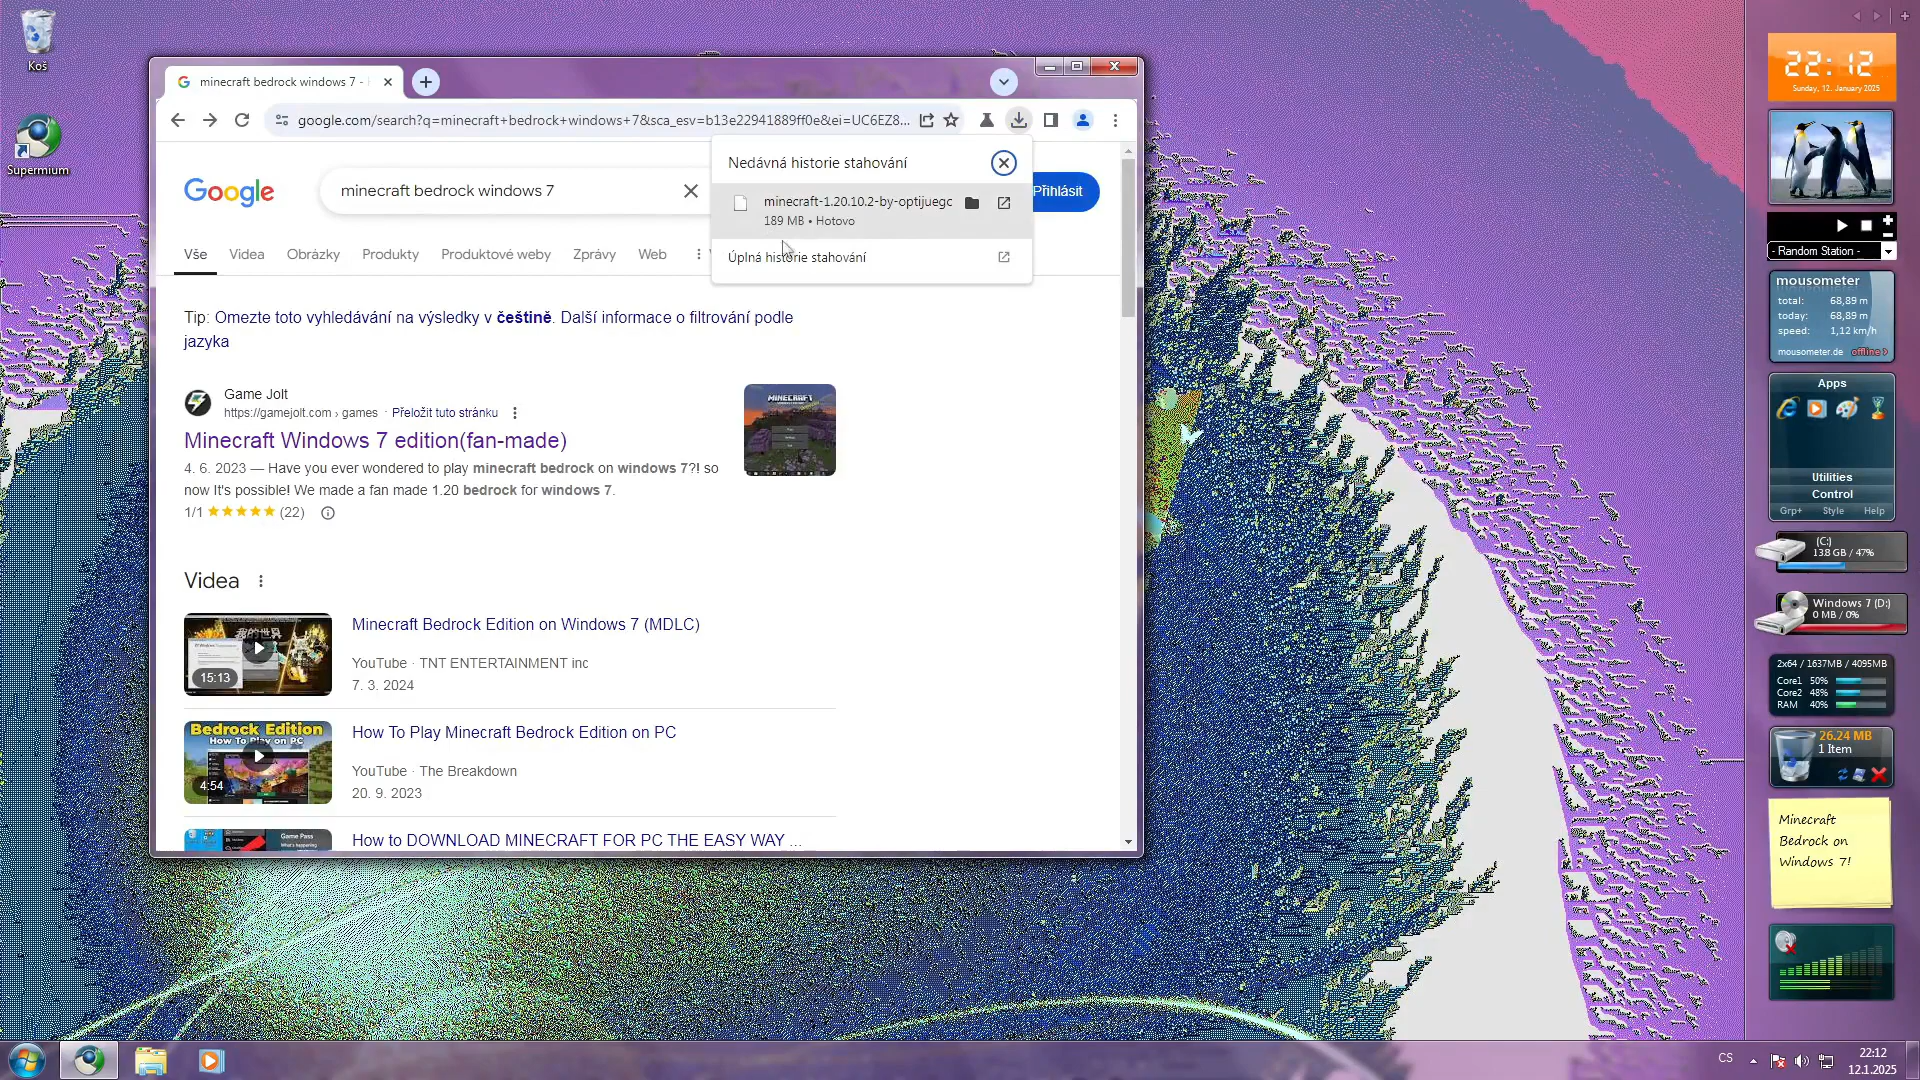 Koš
Supermium
minecraft bedrock windows 7 -
google.com/search?q=minecraft+bedrock+windows+7&sca_esv=b13e22941889ff0e&ei=UC6EZ8...
Google
minecraft bedrock windows 7
Přihlásit
Nedávná historie stahování
minecraft-1.20.10.2-by-optijuegc
189 MB • Hotovo
Úplná historie stahování
Vše
Videa
Obrázky
Produkty
Produktové weby
Zprávy
Web
Tip: Omezte toto vyhledávání na výsledky v češtině. Další informace o filtrování podle
jazyka
Game Jolt
https://gamejolt.com › games · Přeložit tuto stránku
Minecraft Windows 7 edition(fan-made)
4. 6. 2023 — Have you ever wondered to play minecraft bedrock on windows 7?! so
now It's possible! We made a fan made 1.20 bedrock for windows 7.
1/1 ★★★★★ (22)
MINECRAFT
Videa
我的世界
15:13
Minecraft Bedrock Edition on Windows 7 (MDLC)
YouTube · TNT ENTERTAINMENT inc
7. 3. 2024
Bedrock Edition
How To Play on PC
4:54
How To Play Minecraft Bedrock Edition on PC
YouTube · The Breakdown
20. 9. 2023
Game Pass
How to DOWNLOAD MINECRAFT FOR PC THE EASY WAY ...
22:12
Sunday, 12. January 2025
- Random Station -
mousometer
total: 68,89 m
today: 68,89 m
speed: 1,12 km/h
mousometer.de offline
Apps
Utilities
Control
Grp+ Style Help
(C:)
13.8 GB / 47%
Windows 7 (D:)
0 MB / 0%
2x64 / 1637MB / 4095MB
Core1 50%
Core2 48%
RAM 40%
26.24 MB
1 Item
Minecraft
Bedrock on
Windows 7!
CS
22:12
12.1.2025